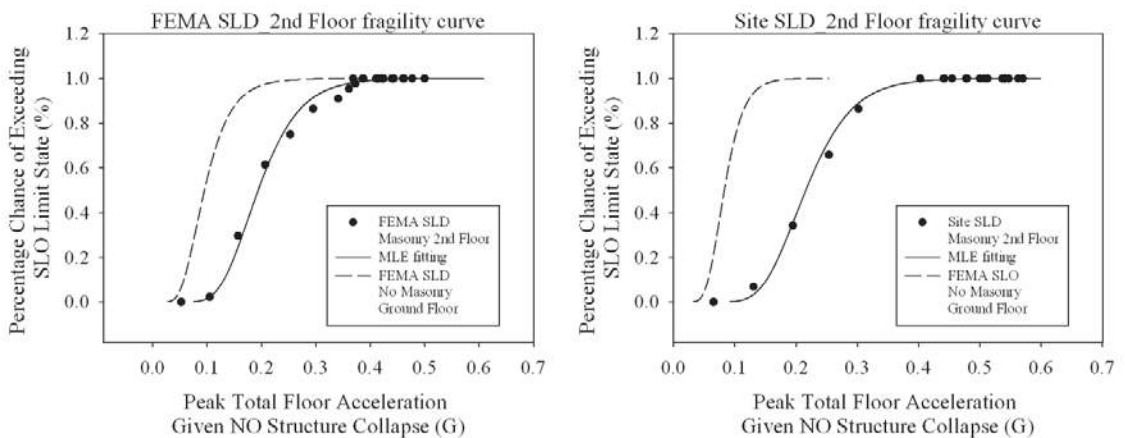 FEMA SLD_2nd Floor fragility curve
Percentage Chance of Exceeding
SLO Limit State (%)
1.2
1.0
0.8
0.6
0.4
0.2
0.0
FEMA SLD
Masonry 2nd Floor
MLE fitting
FEMA SLD
No Masonry
Ground Floor
0.0 0.1 0.2 0.3 0.4 0.5 0.6 0.7
Peak Total Floor Acceleration
Given NO Structure Collapse (G)
Site SLD_2nd Floor fragility curve
Percentage Chance of Exceeding
SLO Limit State (%)
1.2
1.0
0.8
0.6
0.4
0.2
0.0
Site SLD
Masonry 2nd Floor
MLE fitting
FEMA SLO
No Masonry
Ground Floor
0.0 0.1 0.2 0.3 0.4 0.5 0.6 0.7
Peak Total Floor Acceleration
Given NO Structure Collapse (G)